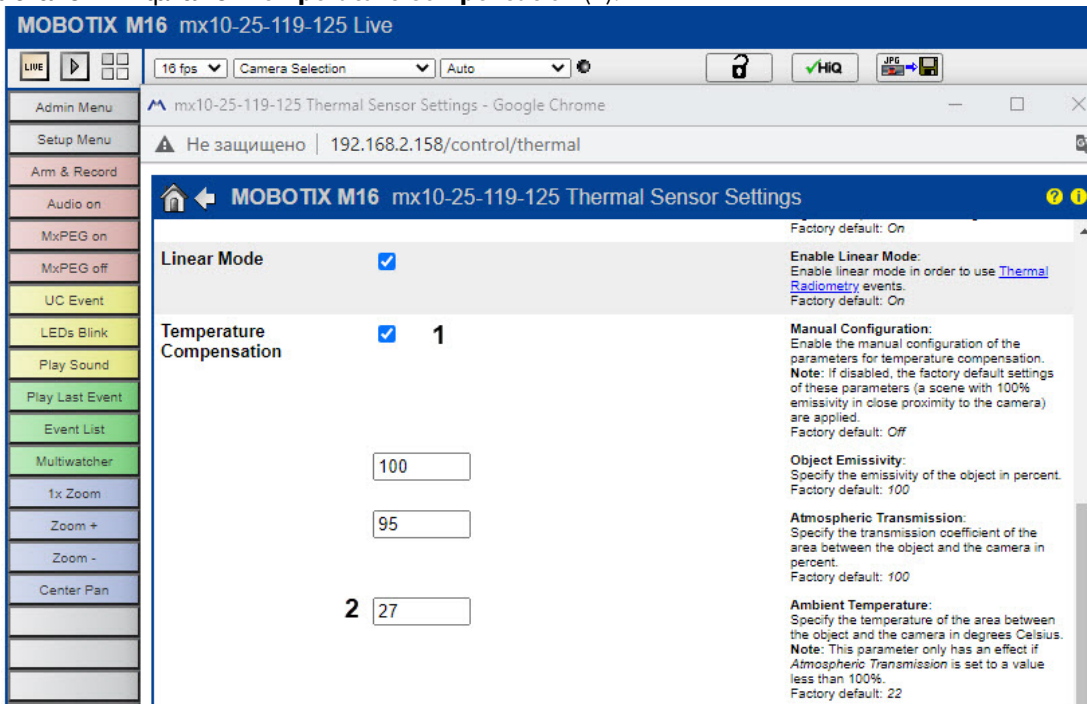 MOBOTIX M16 mx10-25-119-125 Live
LIVE
16 fps Camera Selection Auto HiQ JPG
Admin Menu
Setup Menu
Arm & Record
Audio on
MxPEG on
MxPEG off
UC Event
LEDs Blink
Play Sound
Play Last Event
Event List
Multiwatcher
1x Zoom
Zoom +
Zoom -
Center Pan
mx10-25-119-125 Thermal Sensor Settings - Google Chrome
Не защищено 192.168.2.158/control/thermal
MOBOTIX M16 mx10-25-119-125 Thermal Sensor Settings ? i
Factory default: On
Linear Mode
Enable Linear Mode:
Enable linear mode in order to use Thermal
Radiometry events.
Factory default: On
Temperature
Compensation
1
Manual Configuration:
Enable the manual configuration of the
parameters for temperature compensation.
Note: If disabled, the factory default settings
of these parameters (a scene with 100%
emissivity in close proximity to the camera)
are applied.
Factory default: Off
100
Object Emissivity:
Specify the emissivity of the object in percent.
Factory default: 100
95
Atmospheric Transmission:
Specify the transmission coefficient of the
area between the object and the camera in
percent.
Factory default: 100
2 27
Ambient Temperature:
Specify the temperature of the area between
the object and the camera in degrees Celsius.
Note: This parameter only has an effect if
Atmospheric Transmission is set to a value
less than 100%.
Factory default: 22